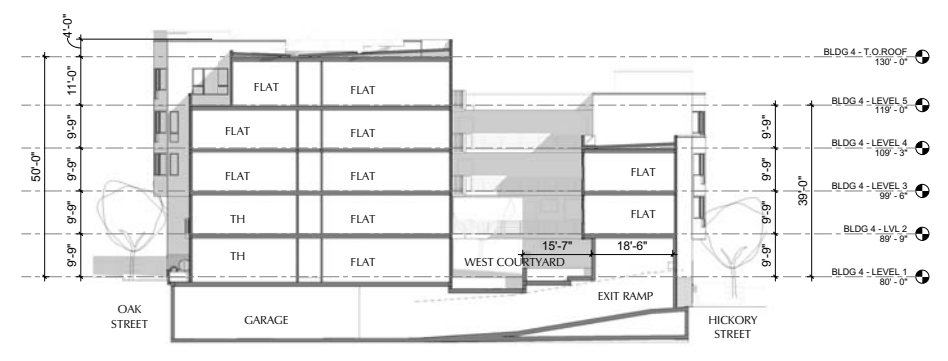 4'-0"
BLDG 4 - T.O.ROOF
130' - 0"
11'-0"
FLAT
FLAT
BLDG 4 - LEVEL 5
119' - 0"
9'-9"
FLAT
FLAT
9'-9"
BLDG 4 - LEVEL 4
109' - 3"
50'-0"
9'-9"
FLAT
FLAT
FLAT
9'-9"
39'-0"
BLDG 4 - LEVEL 3
99' - 6"
9'-9"
TH
FLAT
FLAT
9'-9"
BLDG 4 - LVL 2
89' - 9"
9'-9"
TH
FLAT
15'-7"
18'-6"
WEST COURTYARD
9'-9"
BLDG 4 - LEVEL 1
80' - 0"
EXIT RAMP
OAK
STREET
GARAGE
HICKORY
STREET